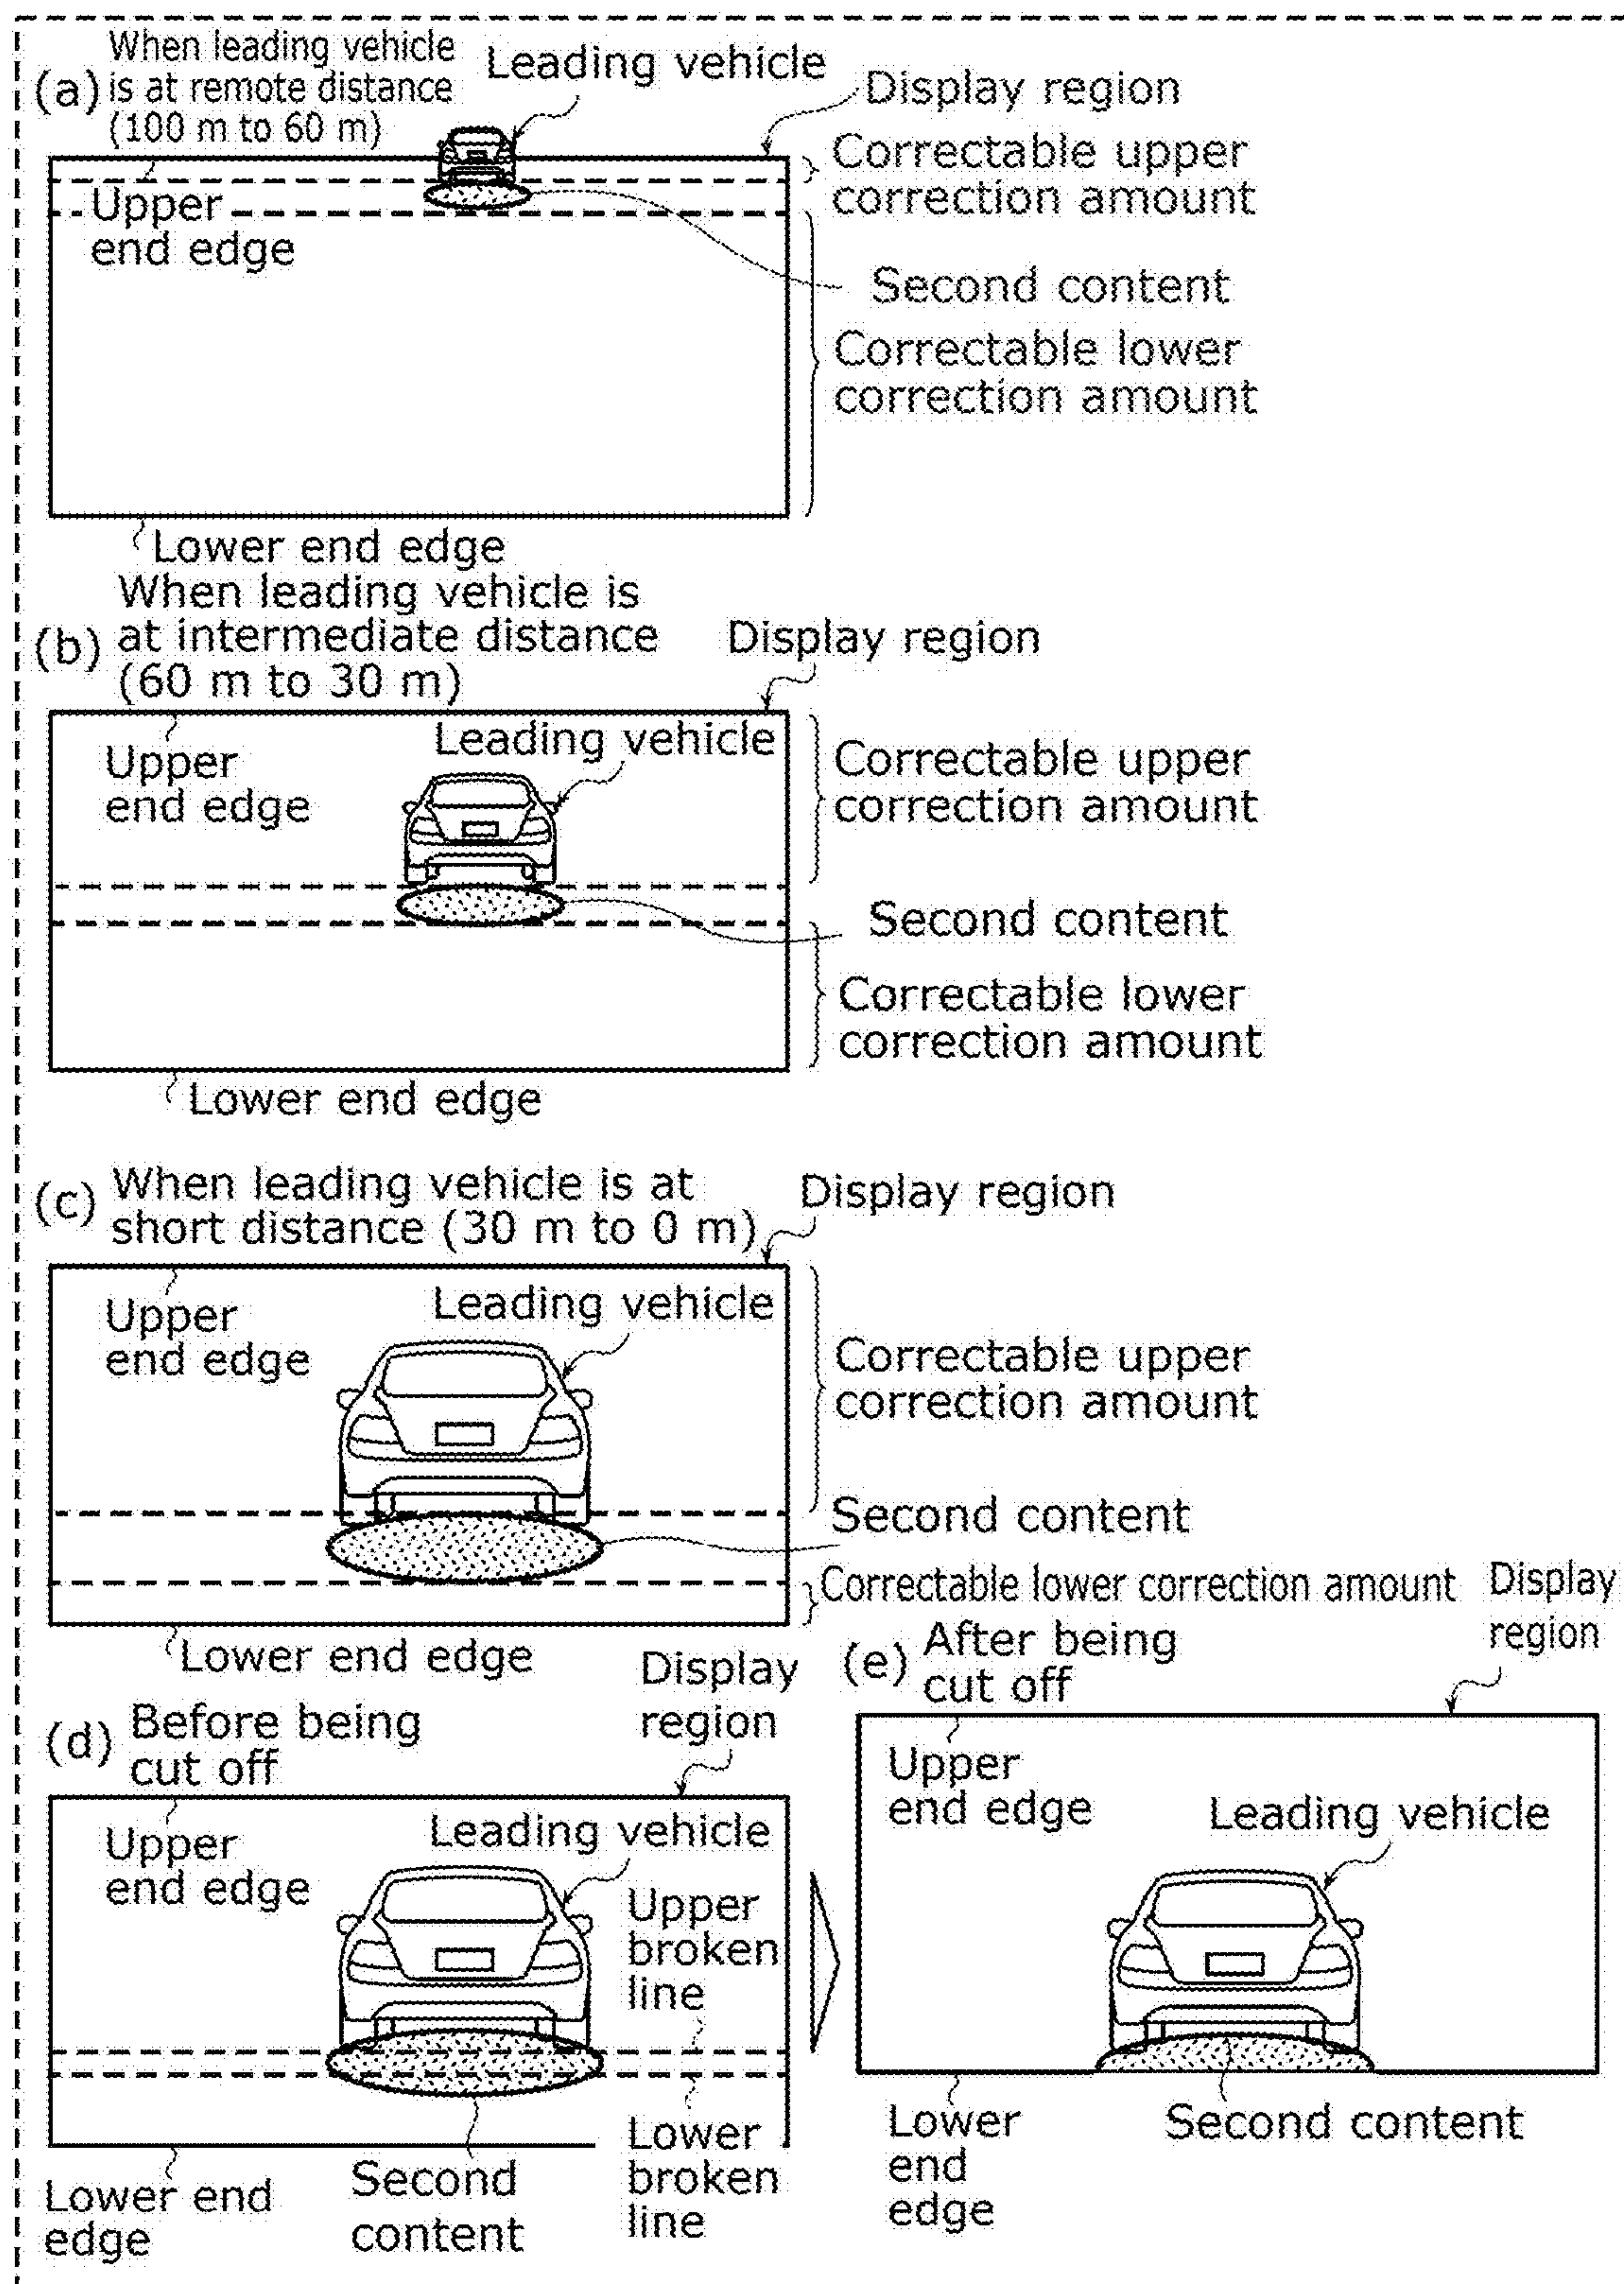 (a)
When leading vehicle
is at remote distance
(100 m to 60 m)
Leading vehicle
Display region
Correctable upper
correction amount
Upper
end edge
Second content
Correctable lower
correction amount
Lower end edge
(b)
When leading vehicle is
at intermediate distance
(60 m to 30 m)
Display region
Upper
end edge
Leading vehicle
Correctable upper
correction amount
Second content
Correctable lower
correction amount
Lower end edge
(c)
When leading vehicle is at
short distance (30 m to 0 m)
Display region
Upper
end edge
Leading vehicle
Correctable upper
correction amount
Second content
Correctable lower correction amount
Lower end edge
(d)
Before being
cut off
Display
region
Upper
end edge
Leading vehicle
Upper
broken
line
Lower end
edge
Second
content
Lower
broken
line
(e)
After being
cut off
Display
region
Upper
end edge
Leading vehicle
Lower
end
edge
Second content